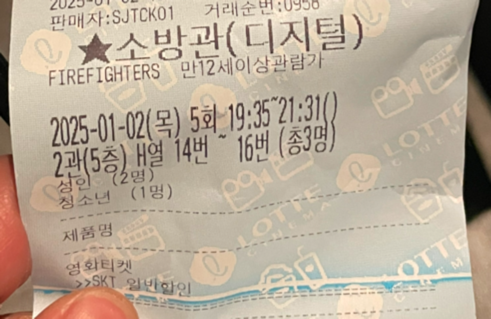 판매자:SJTCK01 거래순번:0958
★소방관(디지털)
FIREFIGHTERS 만12세이상관람가
2025-01-02(목) 5회 19:35~21:31()
2관(5층) H열 14번 ~ 16번 (총3명)
성인 (2명)
청소년 (1명)
제품명
영화티켓
>>SKT 일반할인
LOTTE CINEMA